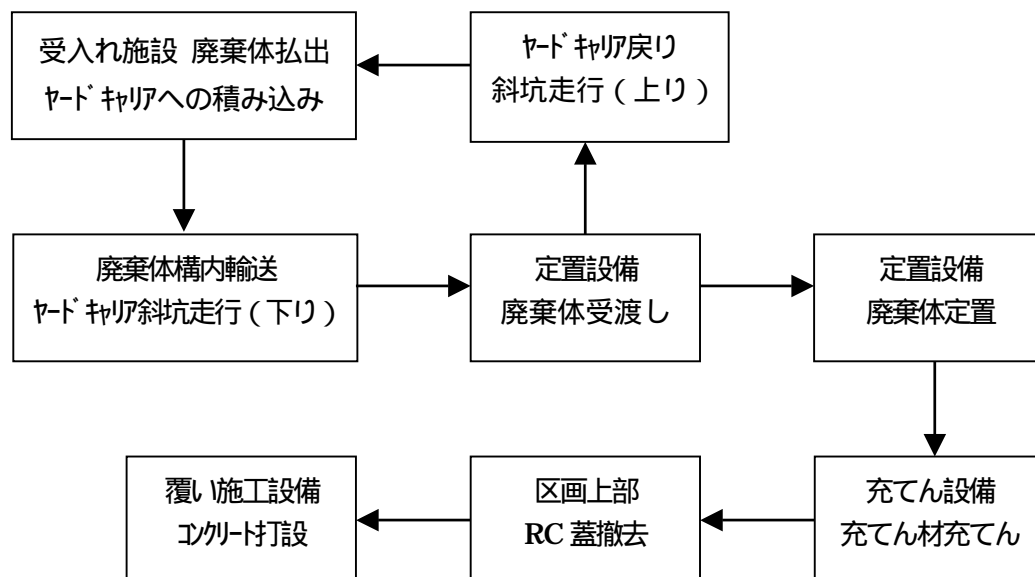 受入れ施設 廃棄体払出
ﾔｰﾄﾞｷｬﾘｱへの積み込み
ﾔｰﾄﾞｷｬﾘｱ戻り
斜坑走行（上り）
廃棄体構内輸送
ﾔｰﾄﾞｷｬﾘｱ斜坑走行（下り）
定置設備
廃棄体受渡し
定置設備
廃棄体定置
覆い施工設備
ｺﾝｸﾘｰﾄ打設
区画上部
RC 蓋撤去
充てん設備
充てん材充てん